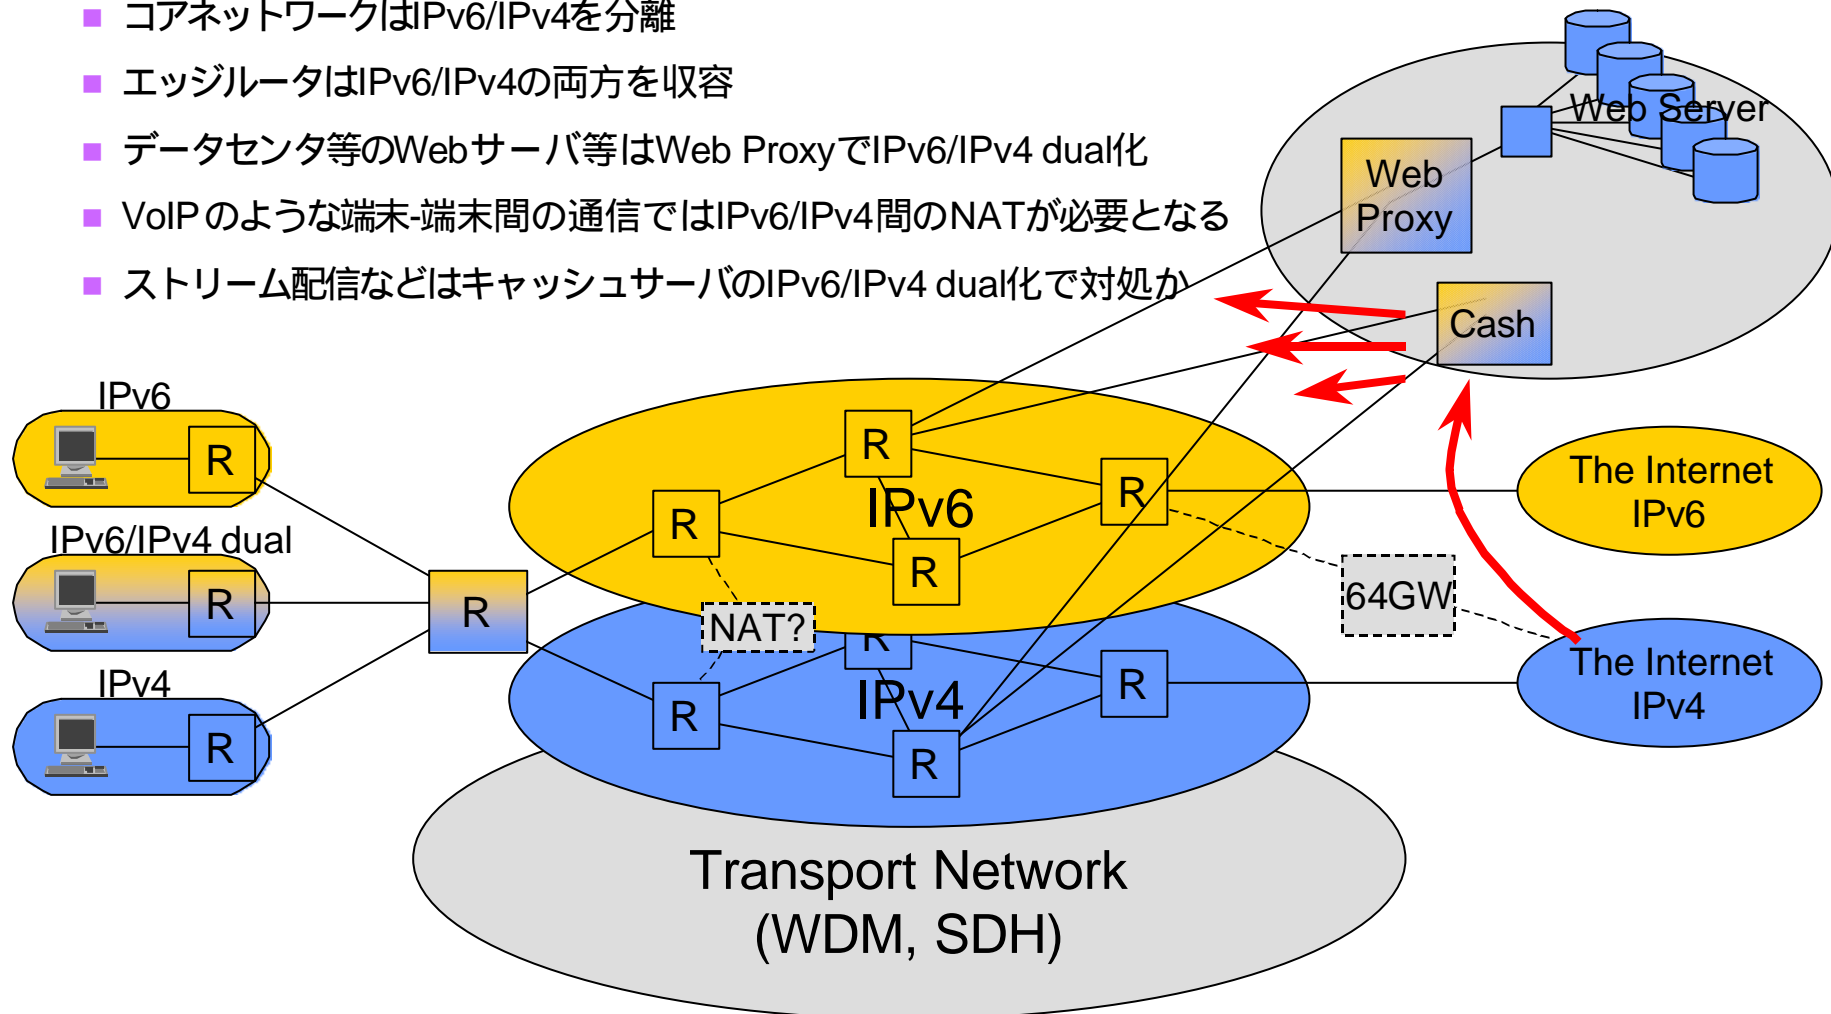 コアネットワークはIPv6/IPv4を分離
エッジルータはIPv6/IPv4の両方を収容
データセンタ等のWebサーバ等はWeb ProxyでIPv6/IPv4 dual化
VoIPのような端末-端末間の通信ではIPv6/IPv4間のNATが必要となる
ストリーム配信などはキャッシュサーバのIPv6/IPv4 dual化で対処か
Web Server
Web
Proxy
Cash
IPv6
R
IPv6/IPv4 dual
R
IPv4
R
R
R
R
IPv6
R
R
NAT?
R
R
IPv4
R
R
64GW
The Internet
IPv6
The Internet
IPv4
Transport Network
(WDM, SDH)